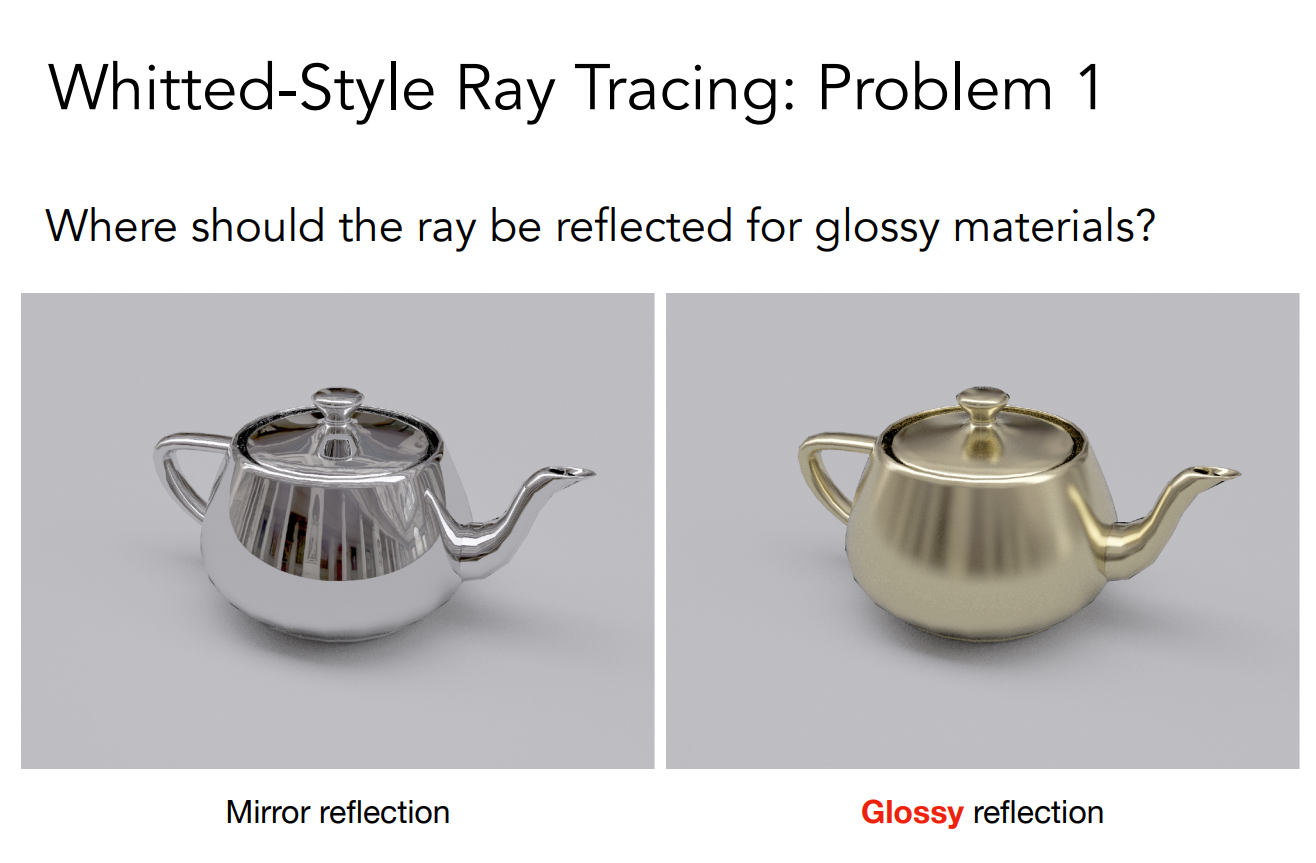 Whitted-Style Ray Tracing: Problem 1
Where should the ray be reflected for glossy materials?
Mirror reflection
Glossy reflection